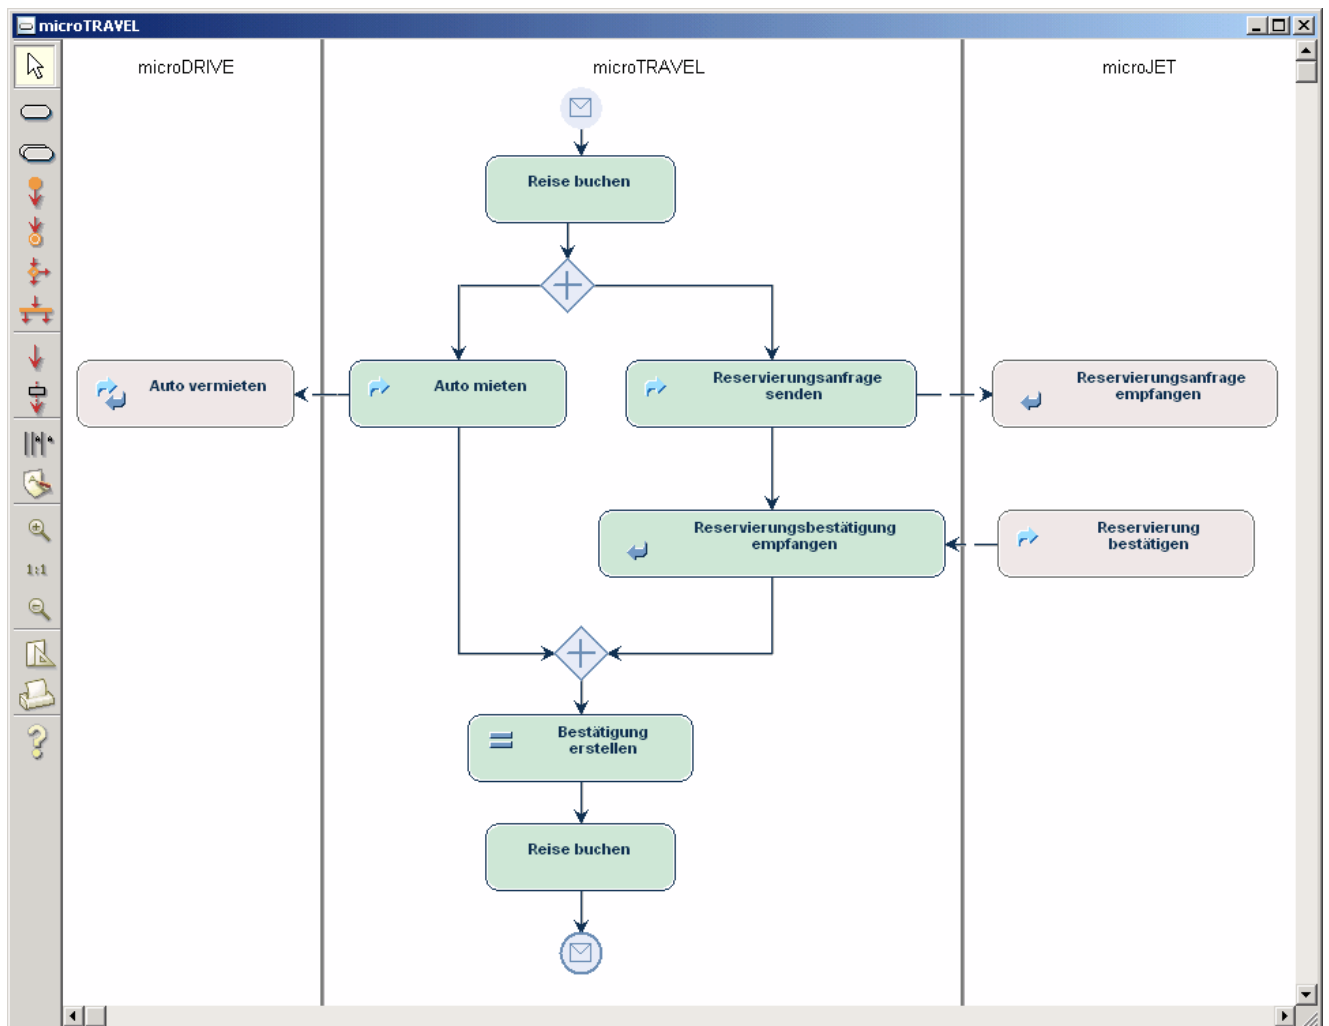 microTRAVEL
microDRIVE
microTRAVEL
microJET
Reise buchen
Auto vermieten
Auto mieten
Reservierungsanfrage
senden
Reservierungsanfrage
empfangen
Reservierungsbestätigung
empfangen
Reservierung
bestätigen
1:1
Bestätigung
erstellen
Reise buchen